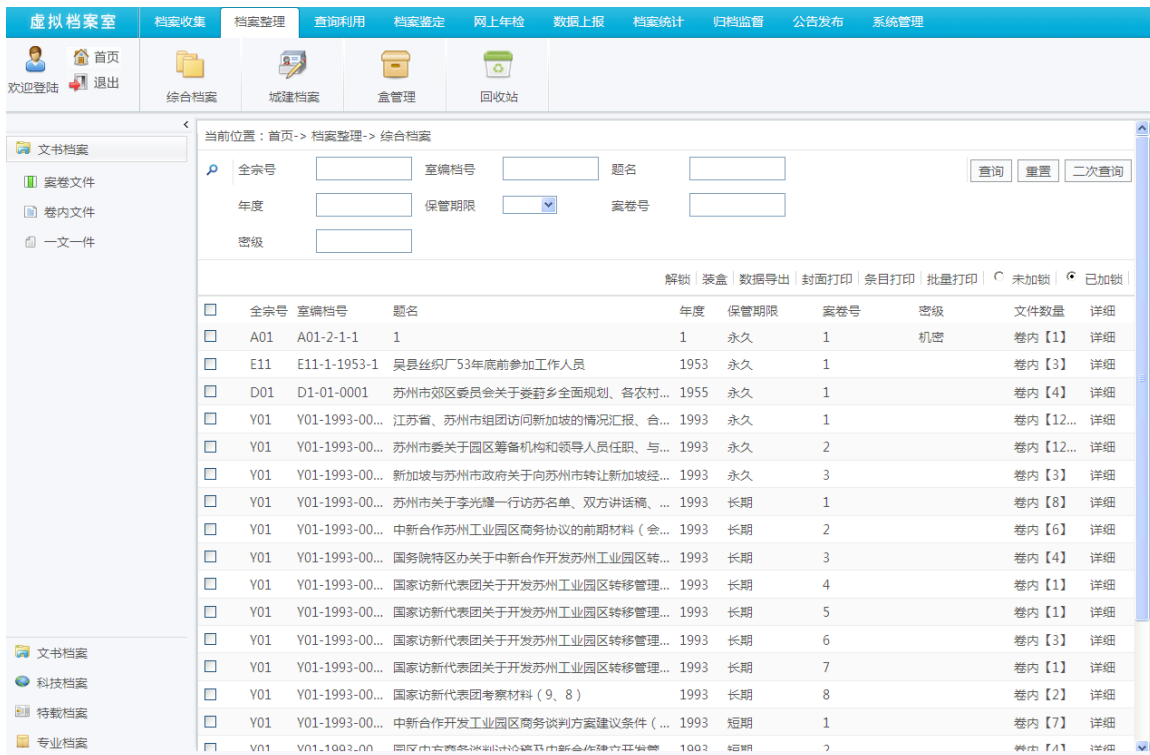 虚拟档案室 档案收集 档案整理 查询利用 档案鉴定 网上年检 数据上报 档案统计 归档监督 公告发布 系统管理
欢迎登陆 首页 退出 综合档案 城建档案 盒管理 回收站
当前位置：首页-> 档案整理-> 综合档案
文书档案
案卷文件
卷内文件
一文一件
全宗号 室编档号 题名 查询 重置 二次查询
年度 保管期限 案卷号
密级
解锁 装盒 数据导出 封面打印 条目打印 批量打印 未加锁 已加锁
全宗号 室编档号 题名 年度 保管期限 案卷号 密级 文件数量 详细
A01 A01-2-1-1 1 1 永久 1 机密 卷内【1】 详细
E11 E11-1-1953-1 吴县丝织厂53年底前参加工作人员 1953 永久 1 卷内【3】 详细
D01 D1-01-0001 苏州市郊区委员会关于娄葑乡全面规划、各农村... 1955 永久 1 卷内【4】 详细
Y01 Y01-1993-00... 江苏省、苏州市组团访问新加坡的情况汇报、合... 1993 永久 1 卷内【12... 详细
Y01 Y01-1993-00... 苏州市委关于园区筹备机构和领导人员任职、与... 1993 永久 2 卷内【12... 详细
Y01 Y01-1993-00... 新加坡与苏州市政府关于向苏州市转让新加坡经... 1993 永久 3 卷内【3】 详细
Y01 Y01-1993-00... 苏州市关于李光耀一行访苏名单、双方讲话稿、... 1993 长期 1 卷内【8】 详细
Y01 Y01-1993-00... 中新合作苏州工业园区商务协议的前期材料（会... 1993 长期 2 卷内【6】 详细
Y01 Y01-1993-00... 国务院特区办关于中新合作开发苏州工业园区转... 1993 长期 3 卷内【4】 详细
Y01 Y01-1993-00... 国家访新代表团关于开发苏州工业园区转移管理... 1993 长期 4 卷内【1】 详细
Y01 Y01-1993-00... 国家访新代表团关于开发苏州工业园区转移管理... 1993 长期 5 卷内【1】 详细
Y01 Y01-1993-00... 国家访新代表团关于开发苏州工业园区转移管理... 1993 长期 6 卷内【3】 详细
Y01 Y01-1993-00... 国家访新代表团关于开发苏州工业园区转移管理... 1993 长期 7 卷内【1】 详细
Y01 Y01-1993-00... 国家访新代表团考察材料（9、8） 1993 长期 8 卷内【2】 详细
Y01 Y01-1993-00... 中新合作开发工业园区商务谈判方案建议条件（... 1993 短期 1 卷内【7】 详细
Y01 Y01-1993-00... 园区中方商务谈判讨论稿及中新合作建立开发管... 1993 短期 2 卷内【4】 详细
文书档案
科技档案
特载档案
专业档案